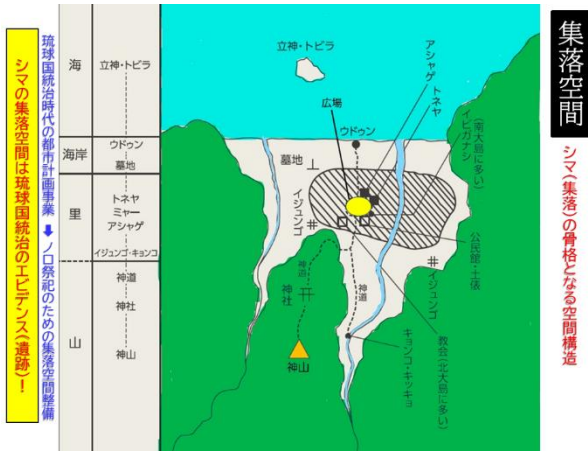 集落空間
シマ(集落)の骨格となる空間構造
海
立神・トビラ
海岸
ウドゥン
墓地
里
トネヤ
ミャー
アシャゲ
イジュンゴ・キョンコ
山
神道
神社
神山
立神・トビラ
広場
アシャゲ
トネヤ
イビガナシ
(南大島に多い)
ウドゥン
墓地
イジュンゴ
公民館・土俵
イジュンゴ
神道
神道
神社
神山
教会(北大島に多い)
キョンコ・キッキョ
琉球国統治時代の都市計画事業 ➡ ノロ祭祀のための集落空間整備
シマの集落空間は琉球国統治のエビデンス(遺跡)!